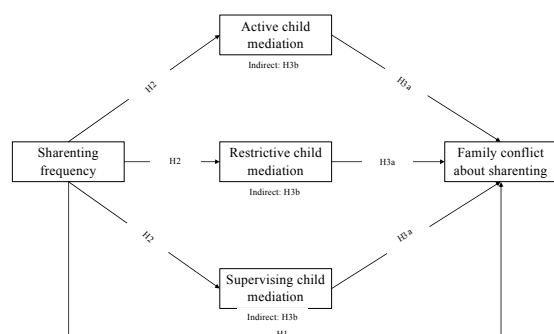 Active child
mediation
Indirect: H3b
H2
H3a
Sharenting
frequency
H2
Restrictive child
mediation
H3a
Family conflict
about sharenting
Indirect: H3b
H2
H3a
Supervising child
mediation
Indirect: H3b
H1